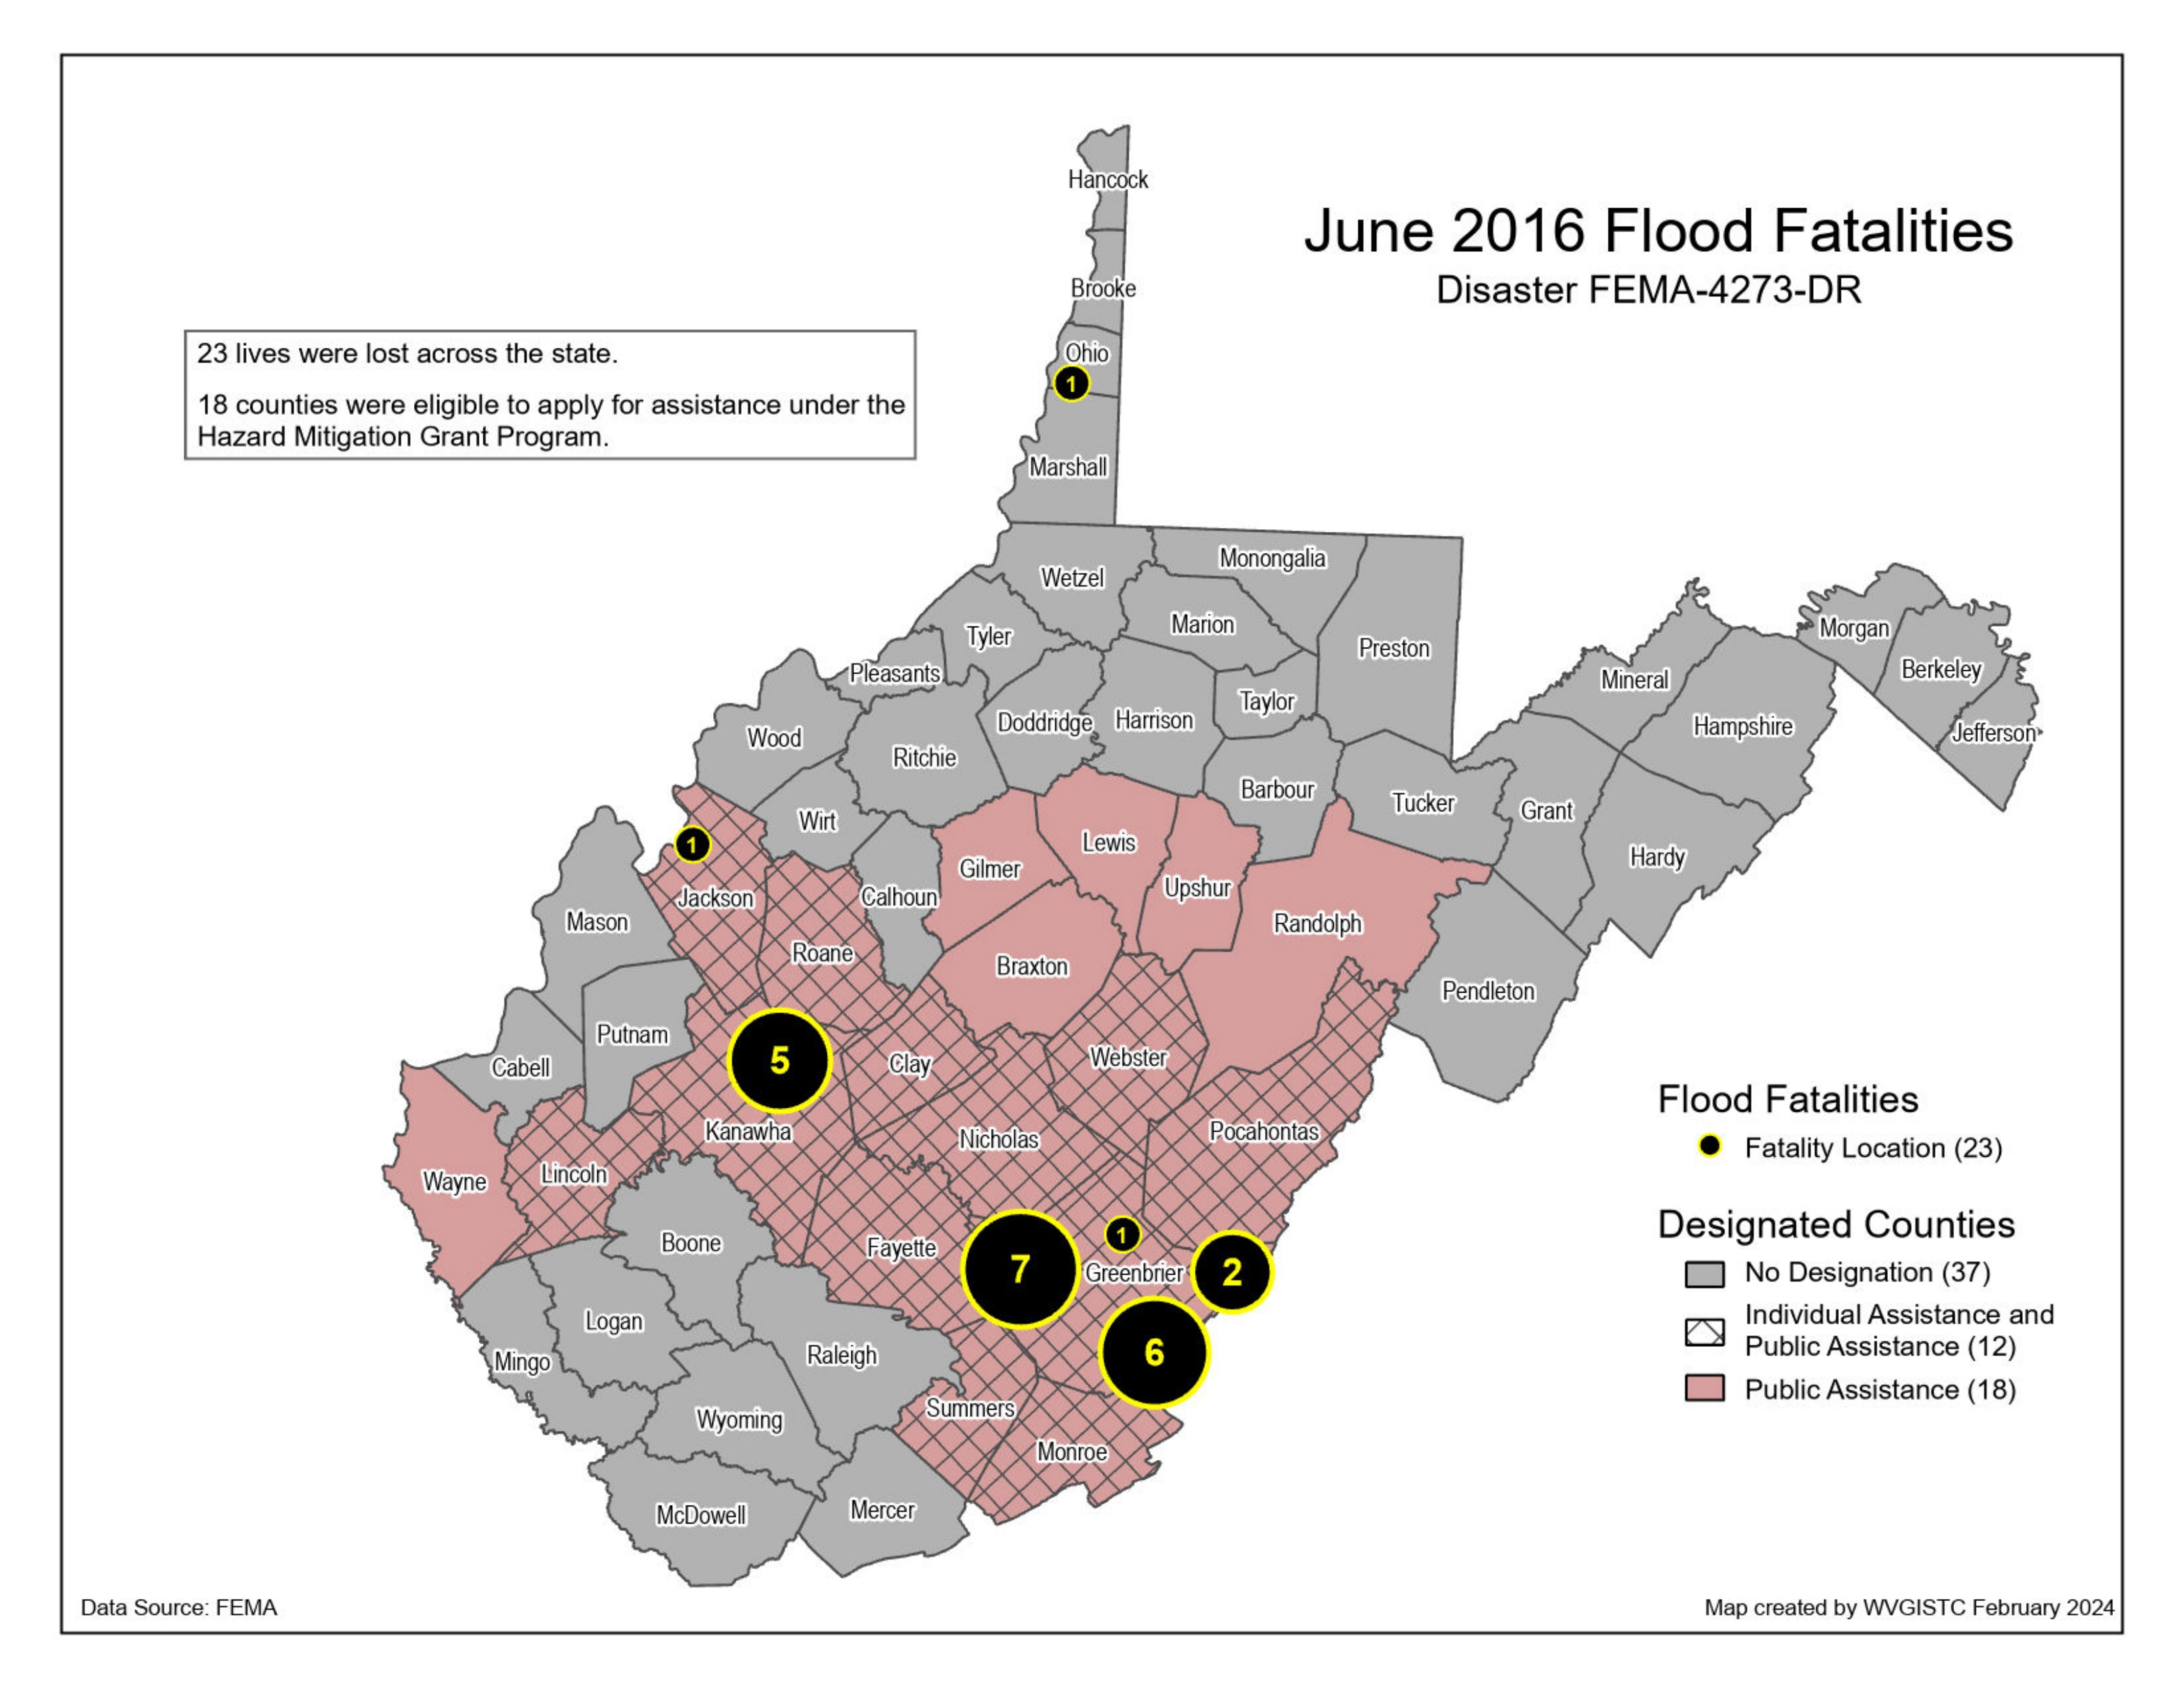 June 2016 Flood Fatalities
Disaster FEMA-4273-DR
23 lives were lost across the state.
18 counties were eligible to apply for assistance under the
Hazard Mitigation Grant Program.
Hancock
Brooke
Ohio
1
Marshall
Wetzel
Monongalia
Marion
Preston
Tyler
Pleasants
Taylor
Doddridge
Harrison
Wood
Ritchie
Mineral
Morgan
Berkeley
Hampshire
Jefferson
Barbour
Tucker
Grant
Wirt
Lewis
Hardy
1
Gilmer
Upshur
Jackson
Calhoun
Mason
Randolph
Roane
Braxton
Pendleton
Putnam
Cabell
5
Clay
Webster
Kanawha
Nicholas
Pocahontas
Wayne
Lincoln
Boone
Fayette
7
1
Greenbrier
2
Logan
Mingo
Raleigh
6
Wyoming
Summers
Monroe
McDowell
Mercer
Flood Fatalities
Fatality Location (23)
Designated Counties
No Designation (37)
Individual Assistance and
Public Assistance (12)
Public Assistance (18)
Data Source: FEMA
Map created by WVGISTC February 2024